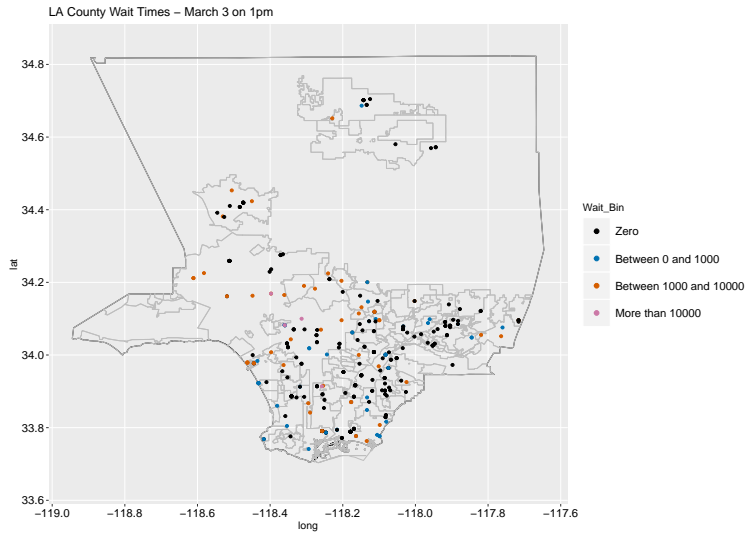 LA County Wait Times − March 3 on 1pm
34.8
34.6
34.4
34.2
34.0
33.8
33.6
lat
−119.0 −118.8 −118.6 −118.4 −118.2 −118.0 −117.8 −117.6
long
Wait_Bin
Zero
Between 0 and 1000
Between 1000 and 10000
More than 10000